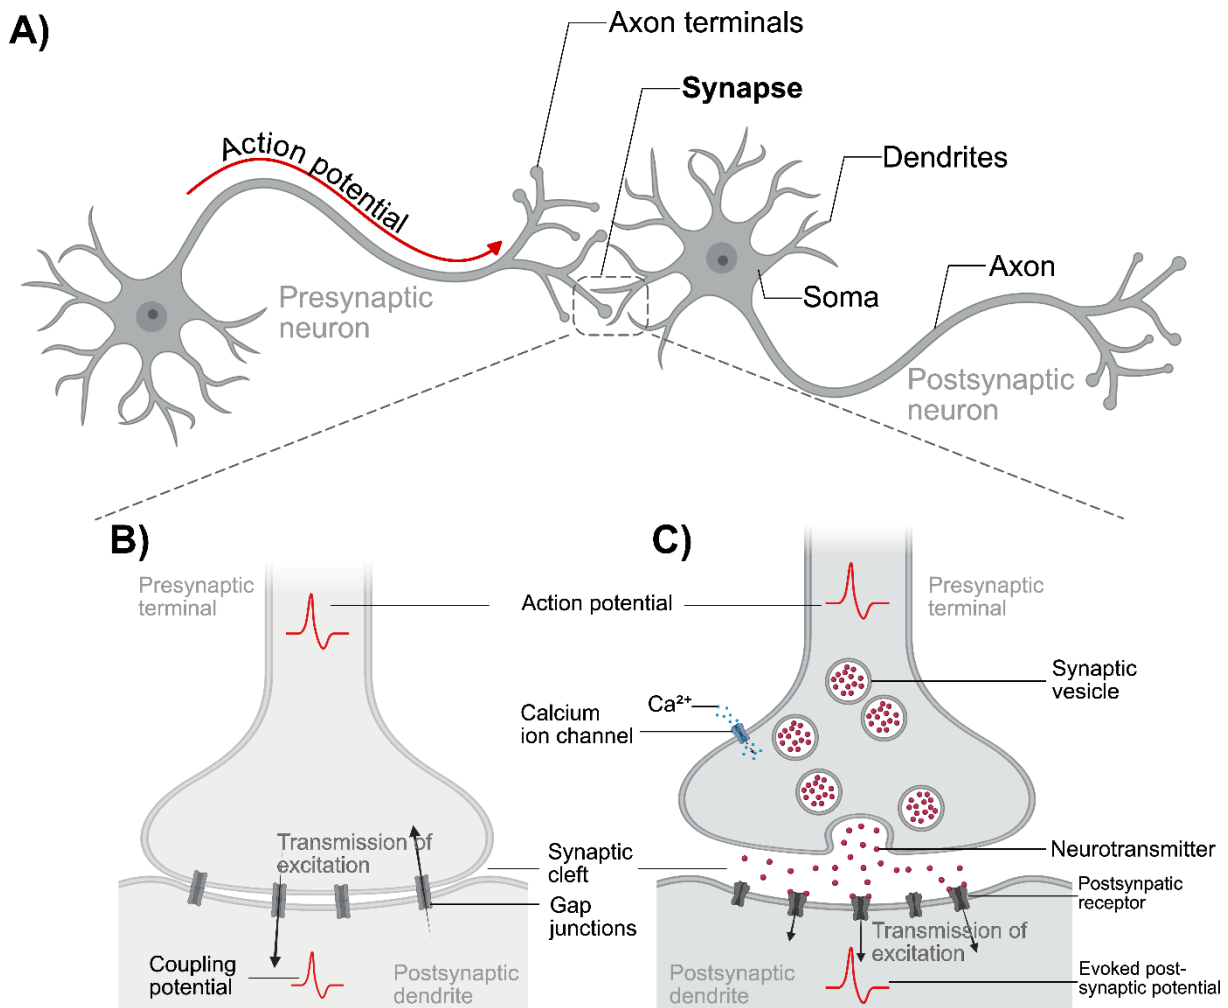 A)
Axon terminals
Synapse
Action potential
Dendrites
Presynaptic
neuron
Soma
Axon
Postsynaptic
neuron
B)
Presynaptic
terminal
Action potential
Calcium
ion channel
Transmission of
excitation
Synaptic
cleft
Gap
junctions
Coupling
potential
Postsynaptic
dendrite
C)
Presynaptic
terminal
Synaptic
vesicle
Ca²⁺
Neurotransmitter
Postsynpatic
receptor
Transmission of
excitation
Postsynaptic
dendrite
Evoked post-
synaptic potential